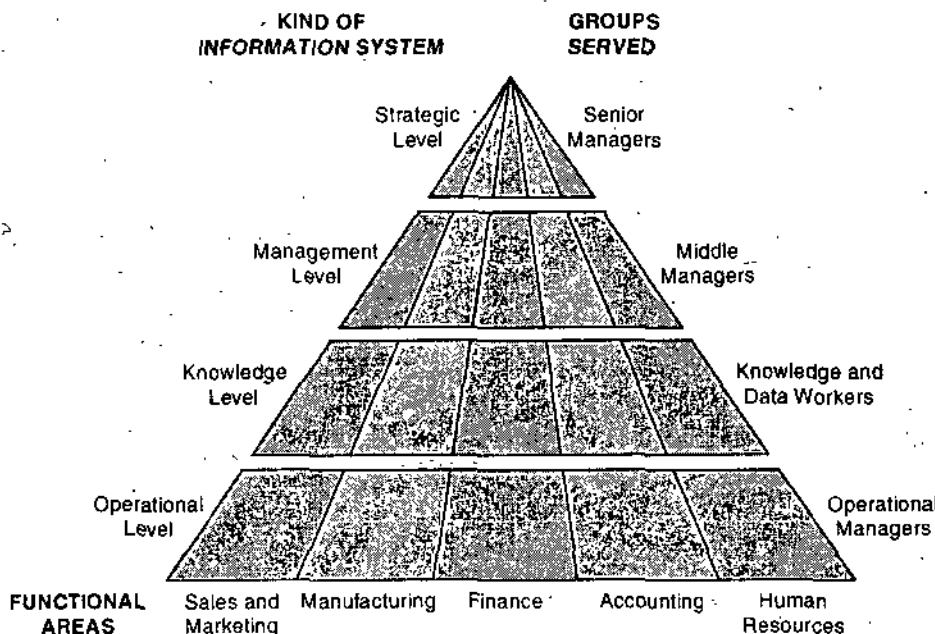 KIND OF
INFORMATION SYSTEM
GROUPS
SERVED
Strategic
Level
Senior
Managers
Management
Level
Middle
Managers
Knowledge
Level
Knowledge and
Data Workers
Operational
Level
Operational
Managers
FUNCTIONAL
AREAS
Sales and
Marketing
Manufacturing
Finance
Accounting
Human
Resources